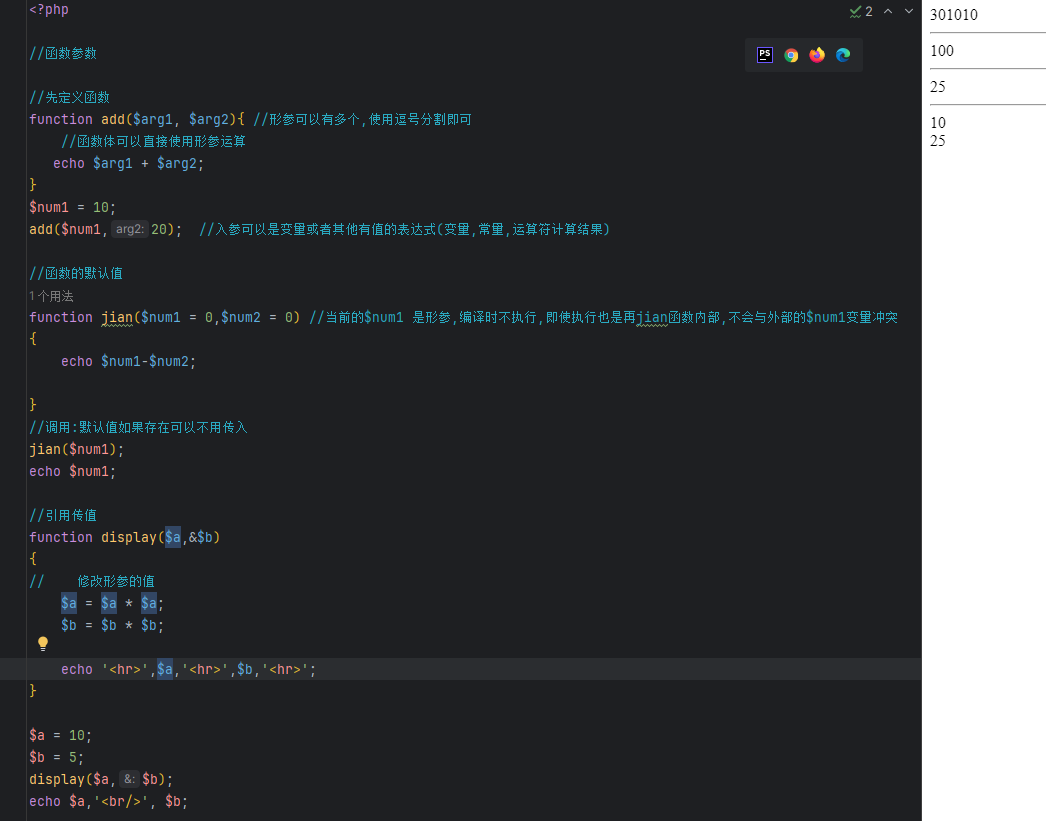 <?php
//函数参数
//先定义函数
function add($arg1, $arg2){ //形参可以有多个,使用逗号分割即可
//函数体可以直接使用形参运算
echo $arg1 + $arg2;
}
$num1 = 10;
add($num1, arg2: 20); //入参可以是变量或者其他有值的表达式(变量,常量,运算符计算结果)
//函数的默认值
1个用法
function jian($num1 = 0,$num2 = 0) //当前的$num1 是形参,编译时不执行,即使执行也是再jian函数内部,不会与外部的$num1变量冲突
{
echo $num1-$num2;
}
//调用:默认值如果存在可以不用传入
jian($num1);
echo $num1;
//引用传值
function display($a,&$b)
{
// 修改形参的值
$a = $a * $a;
$b = $b * $b;
echo '<hr>',$a,'<hr>',$b,'<hr>';
}
$a = 10;
$b = 5;
display($a, &: $b);
echo $a,'<br/>', $b;
2
PS
301010
100
25
10
25